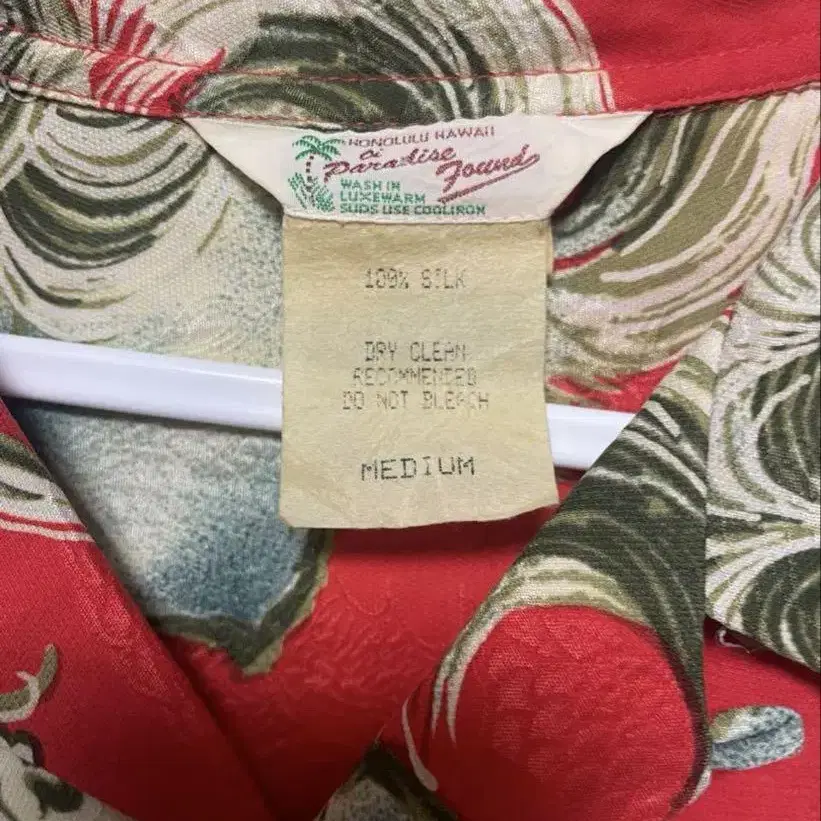 HONOLULU HAWAII
Paradise
Found
WASH IN
LUKEWARM
SUDS USE COOL IRON
100% SILK
DRY CLEAN
RECOMMENDED
DO NOT BLEACH
MEDIUM